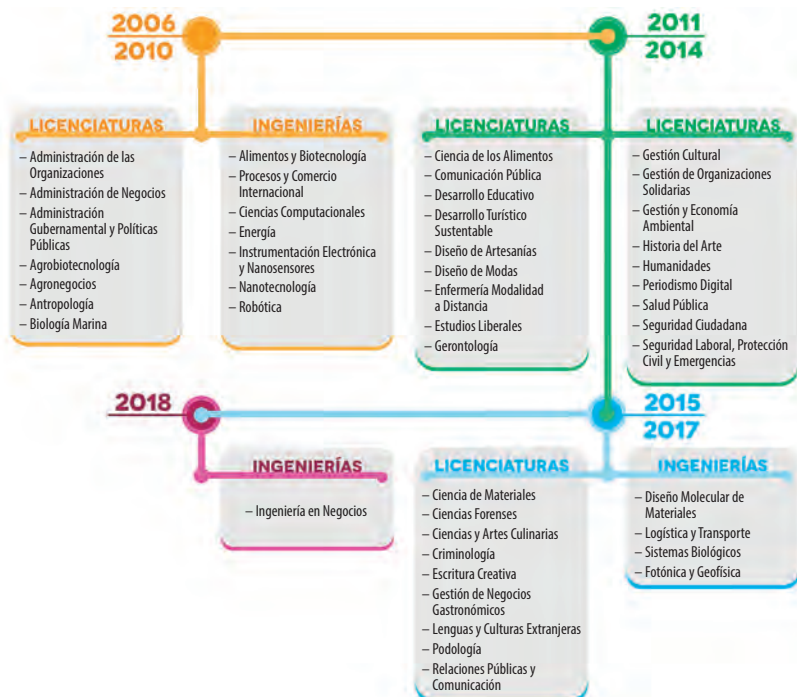 2006
2010
LICENCIATURAS
– Administración de las
Organizaciones
– Administración de Negocios
– Administración
Gubernamental y Políticas
Públicas
– Agrobiotecnología
– Agronegocios
– Antropología
– Biología Marina
INGENIERÍAS
– Alimentos y Biotecnología
– Procesos y Comercio
Internacional
– Ciencias Computacionales
– Energía
– Instrumentación Electrónica
y Nanosensores
– Nanotecnología
– Robótica
2011
2014
LICENCIATURAS
– Ciencia de los Alimentos
– Comunicación Pública
– Desarrollo Educativo
– Desarrollo Turístico
Sustentable
– Diseño de Artesanías
– Diseño de Modas
– Enfermería Modalidad
a Distancia
– Estudios Liberales
– Gerontología
LICENCIATURAS
– Gestión Cultural
– Gestión de Organizaciones
Solidarias
– Gestión y Economía
Ambiental
– Historia del Arte
– Humanidades
– Periodismo Digital
– Salud Pública
– Seguridad Ciudadana
– Seguridad Laboral, Protección
Civil y Emergencias
2018
INGENIERÍAS
– Ingeniería en Negocios
2015
2017
LICENCIATURAS
– Ciencia de Materiales
– Ciencias Forenses
– Ciencias y Artes Culinarias
– Criminología
– Escritura Creativa
– Gestión de Negocios
Gastronómicos
– Lenguas y Culturas Extranjeras
– Podología
– Relaciones Públicas y
Comunicación
INGENIERÍAS
– Diseño Molecular de
Materiales
– Logística y Transporte
– Sistemas Biológicos
– Fotónica y Geofísica